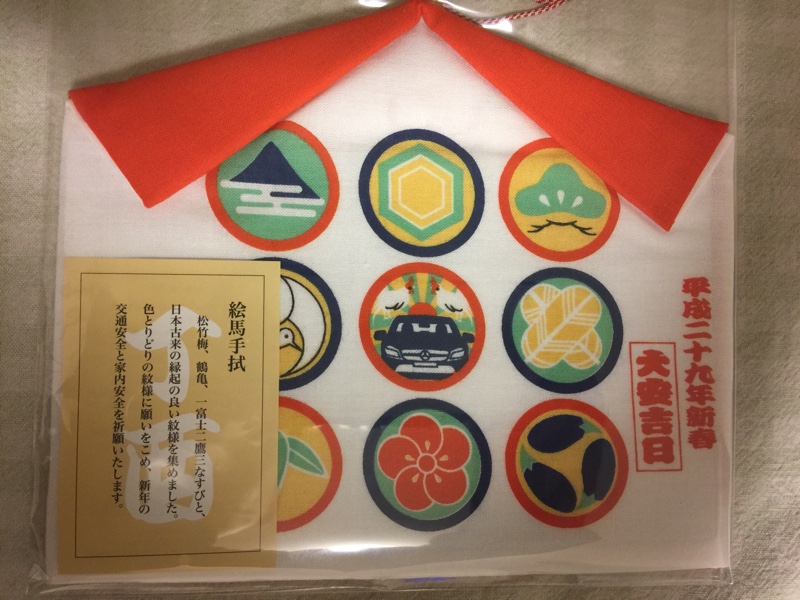 平成二十九年新春
大安吉日
絵馬手拭
松竹梅、鶴亀、一富士二鷹三なすびと、
日本古来の縁起の良い紋様を集めました。
色とりどりの紋様に願いをこめ、新年の
交通安全と家内安全を祈願いたします。
丁酉